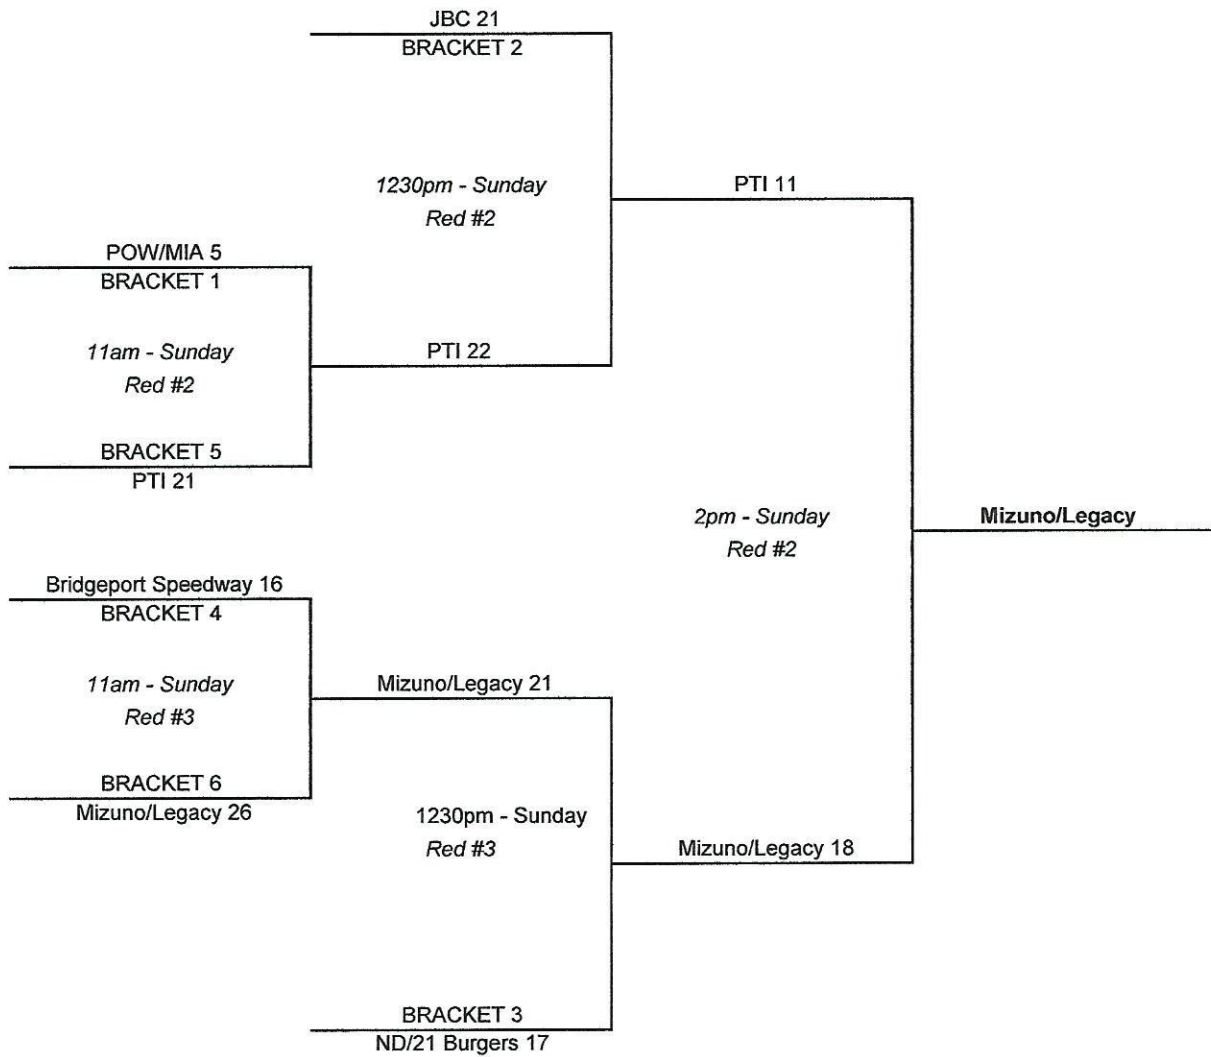 JBC 21
BRACKET 2
1230pm - Sunday
Red #2
PTI 11
POW/MIA 5
BRACKET 1
11am - Sunday
Red #2
PTI 22
BRACKET 5
PTI 21
2pm - Sunday
Red #2
Mizuno/Legacy
Bridgeport Speedway 16
BRACKET 4
11am - Sunday
Red #3
Mizuno/Legacy 21
BRACKET 6
Mizuno/Legacy 26
1230pm - Sunday
Red #3
Mizuno/Legacy 18
BRACKET 3
ND/21 Burgers 17